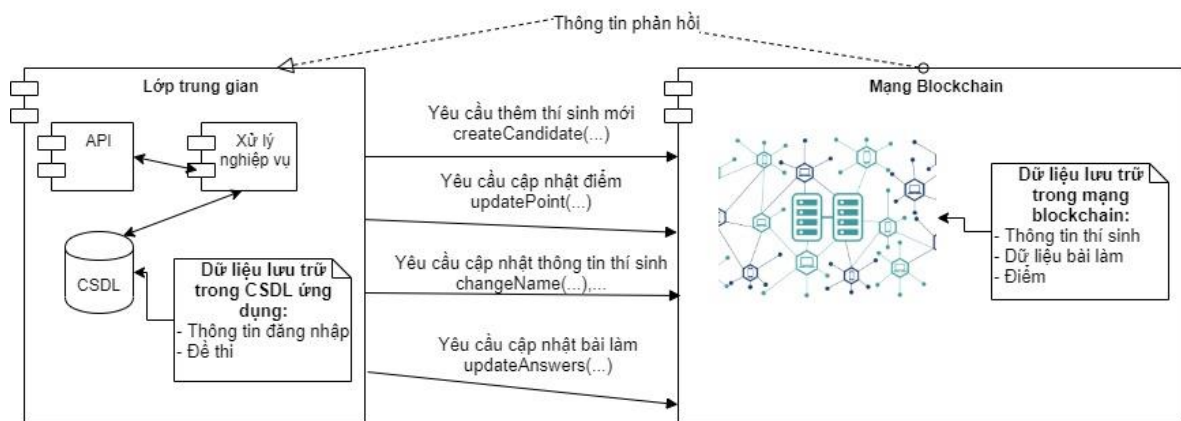 Thông tin phản hồi
Lớp trung gian
API
Xử lý
nghiệp vụ
CSDL
Dữ liệu lưu trữ
trong CSDL ứng
dụng:
- Thông tin đăng nhập
- Đề thi
Yêu cầu thêm thí sinh mới
createCandidate(...)
Yêu cầu cập nhật điểm
updatePoint(...)
Yêu cầu cập nhật thông tin thí sinh
changeName(...),...
Yêu cầu cập nhật bài làm
updateAnswers(...)
Mạng Blockchain
Dữ liệu lưu trữ
trong mạng
blockchain:
- Thông tin thí sinh
- Dữ liệu bài làm
- Điểm